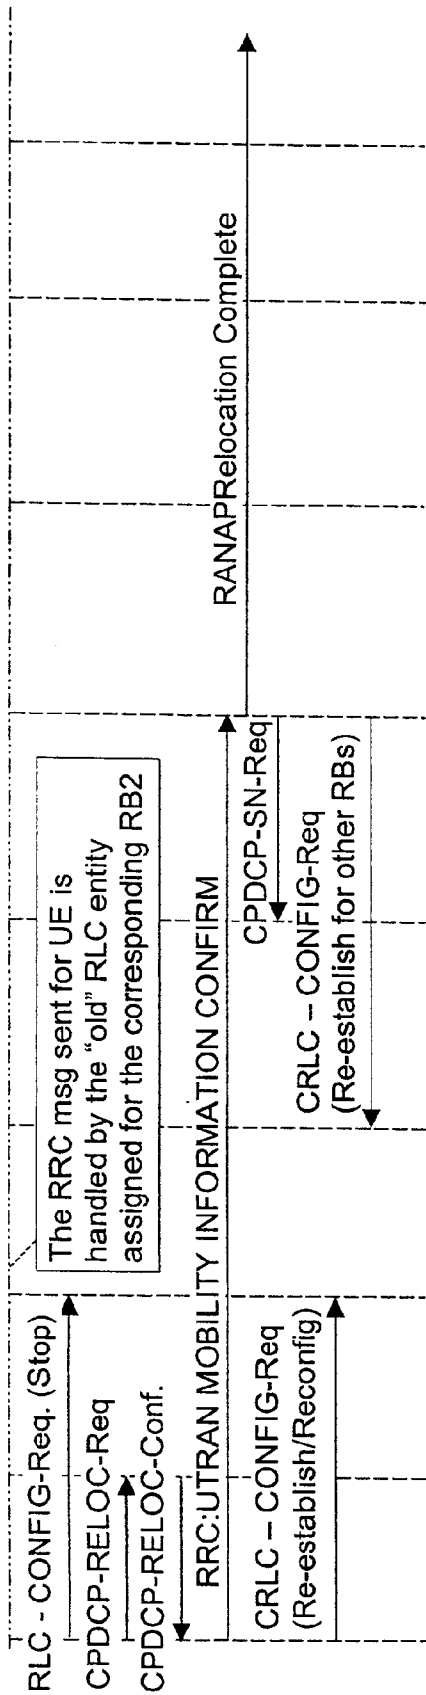 RLC - CONFIG-Req. (Stop)
The RRC msg sent for UE is
handled by the “old” RLC entity
assigned for the corresponding RB2
CPDCP-RELOC-Req
CPDCP-RELOC-Conf.
RRC:UTRAN MOBILITY INFORMATION CONFIRM
RANAPRelocation Complete
CPDCP-SN-Req
CRLC – CONFIG-Req
(Re-establish/Reconfig)
CRLC – CONFIG-Req
(Re-establish for other RBs)